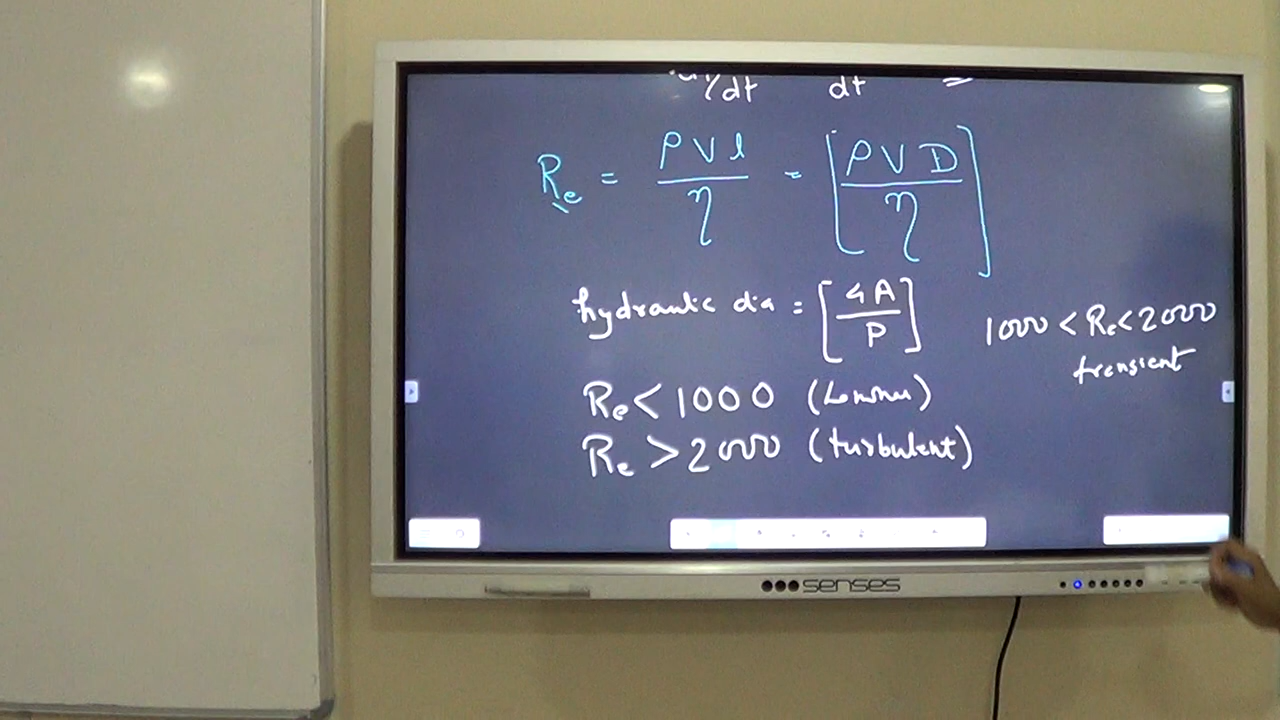 dt dt =
Re = ρVl/η = [ρVD/η]
hydraulic dia = [4A/P]
1000 < Re < 2000
transient
Re < 1000 (Laminar)
Re > 2000 (turbulent)
senses